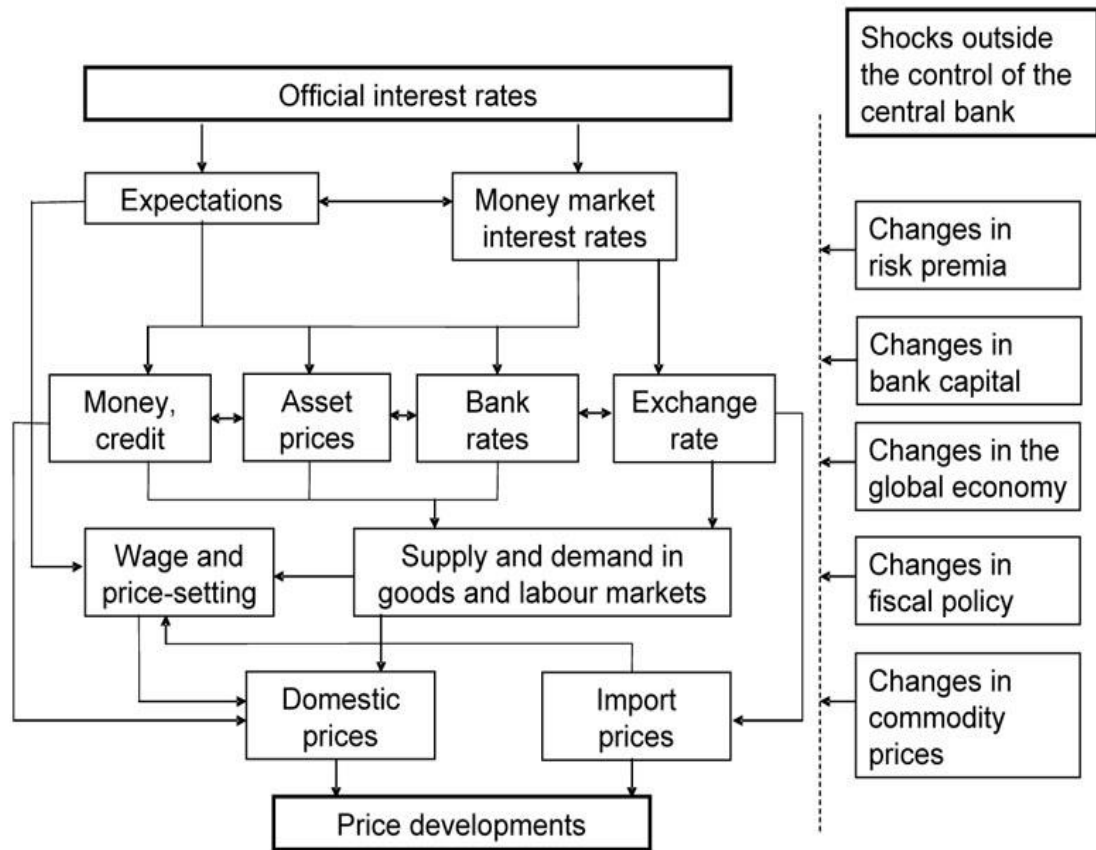 Official interest rates
Shocks outside
the control of the
central bank
Expectations
Money market
interest rates
Changes in
risk premia
Money,
credit
Asset
prices
Bank
rates
Exchange
rate
Changes in
bank capital
Changes in the
global economy
Wage and
price-setting
Supply and demand in
goods and labour markets
Changes in
fiscal policy
Domestic
prices
Import
prices
Changes in
commodity
prices
Price developments